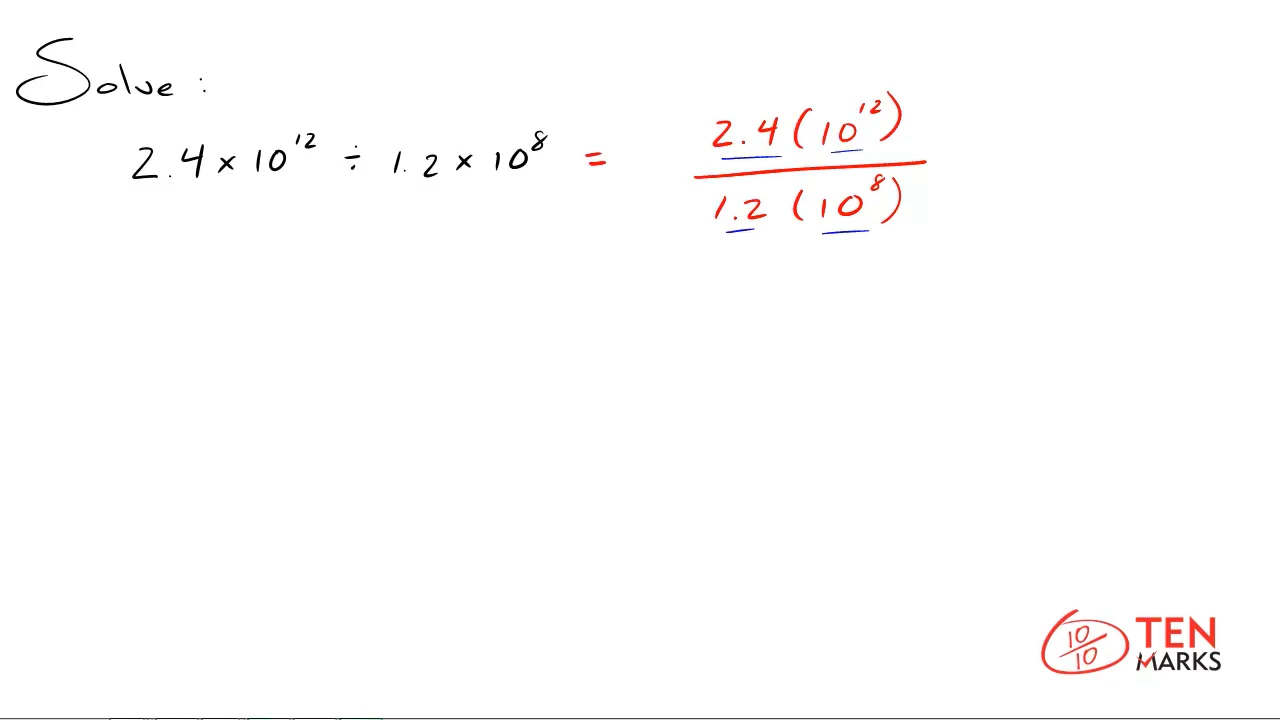 Solve :
2.4 × 10¹² ÷ 1.2 × 10⁸ = 2.4 (10¹²)
1.2 (10⁸)
10
10
TEN
MARKS